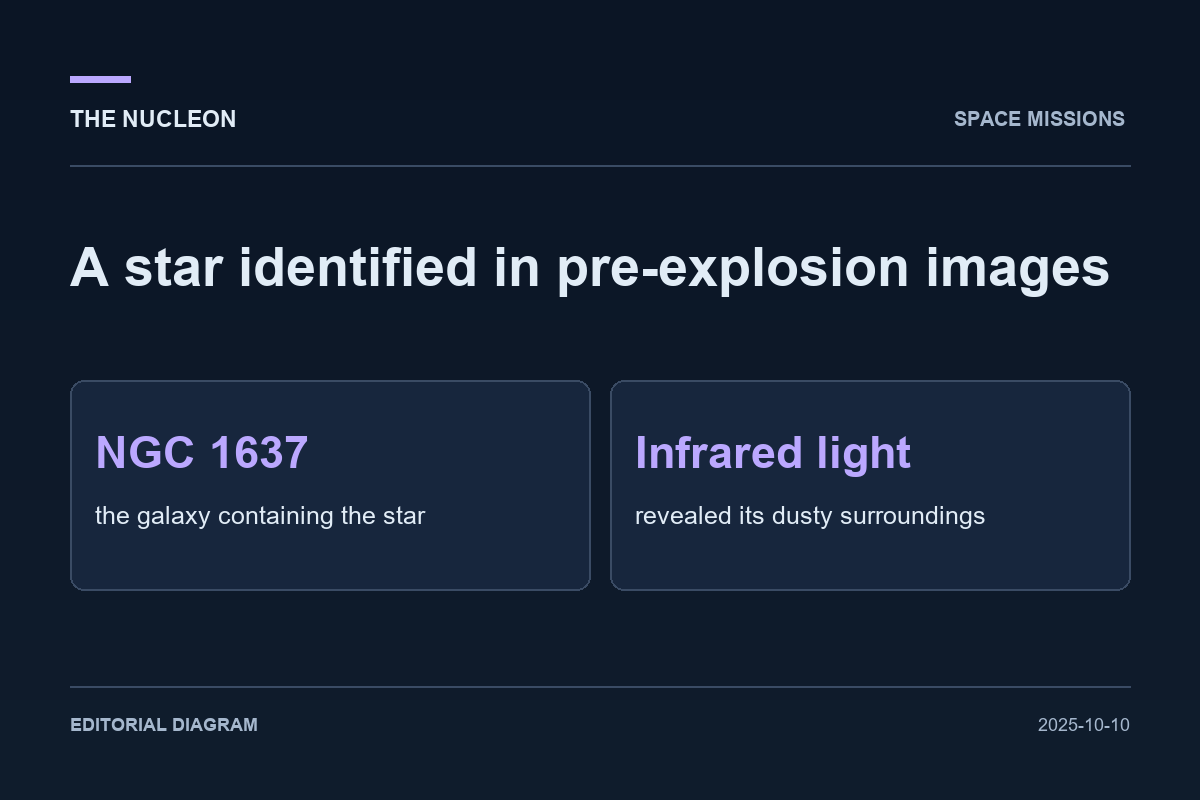 THE NUCLEON
SPACE MISSIONS
A star identified in pre-explosion images
NGC 1637
the galaxy containing the star
Infrared light
revealed its dusty surroundings
EDITORIAL DIAGRAM
2025-10-10